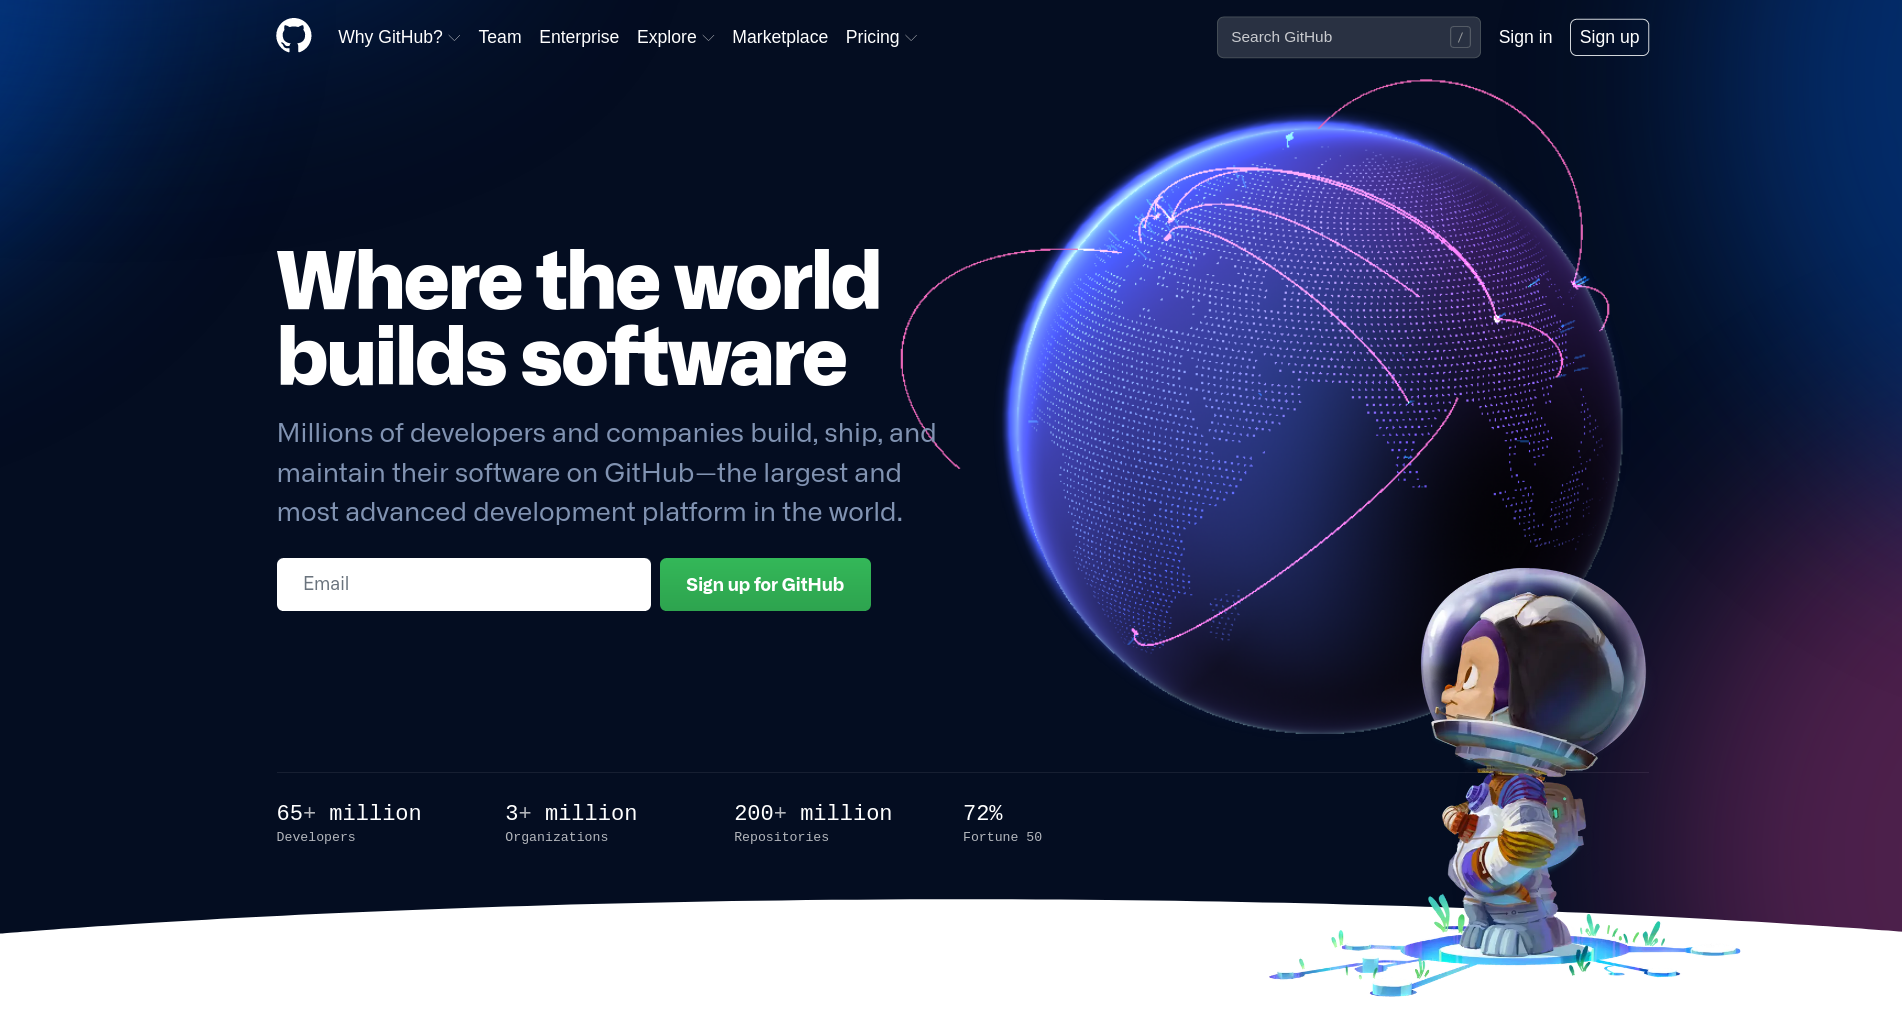 Why GitHub? Team Enterprise Explore Marketplace Pricing Search GitHub / Sign in Sign up
Where the world
builds software
Millions of developers and companies build, ship, and
maintain their software on GitHub—the largest and
most advanced development platform in the world.
Email Sign up for GitHub
65+ million 3+ million 200+ million 72%
Developers Organizations Repositories Fortune 50